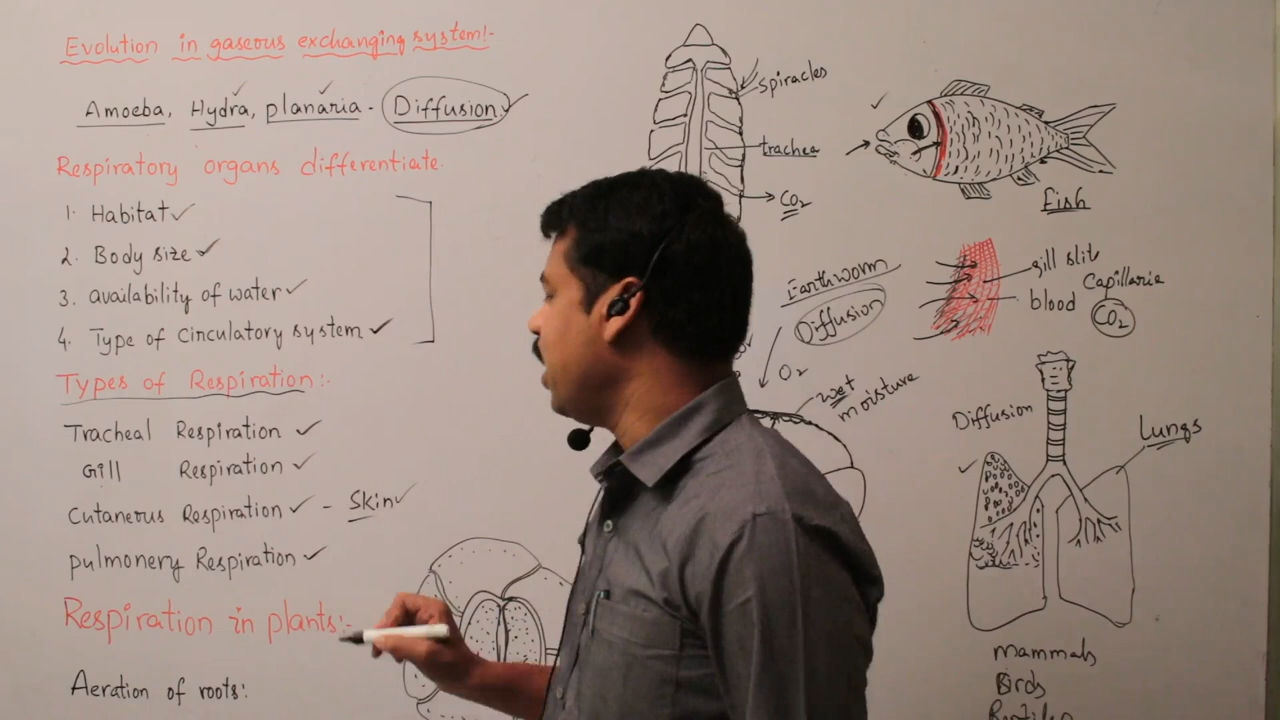 Evolution in gaseous exchanging system:-
Amoeba, Hydra, planaria - Diffusion
Respiratory organs differentiate.
1. Habitat
2. Body size
3. availability of water
4. Type of Circulatory system
Types of Respiration:-
Tracheal Respiration
Gill Respiration
Cutaneous Respiration - Skin
pulmonery Respiration
Respiration in plants:-
Aeration of roots:
spiracles
trachea
CO2
Fish
Earthworm
Diffusion
O2
wet
moisture
gill slit
Capillarie
blood
CO2
Diffusion
Lungs
mammals
Birds
Reptiles